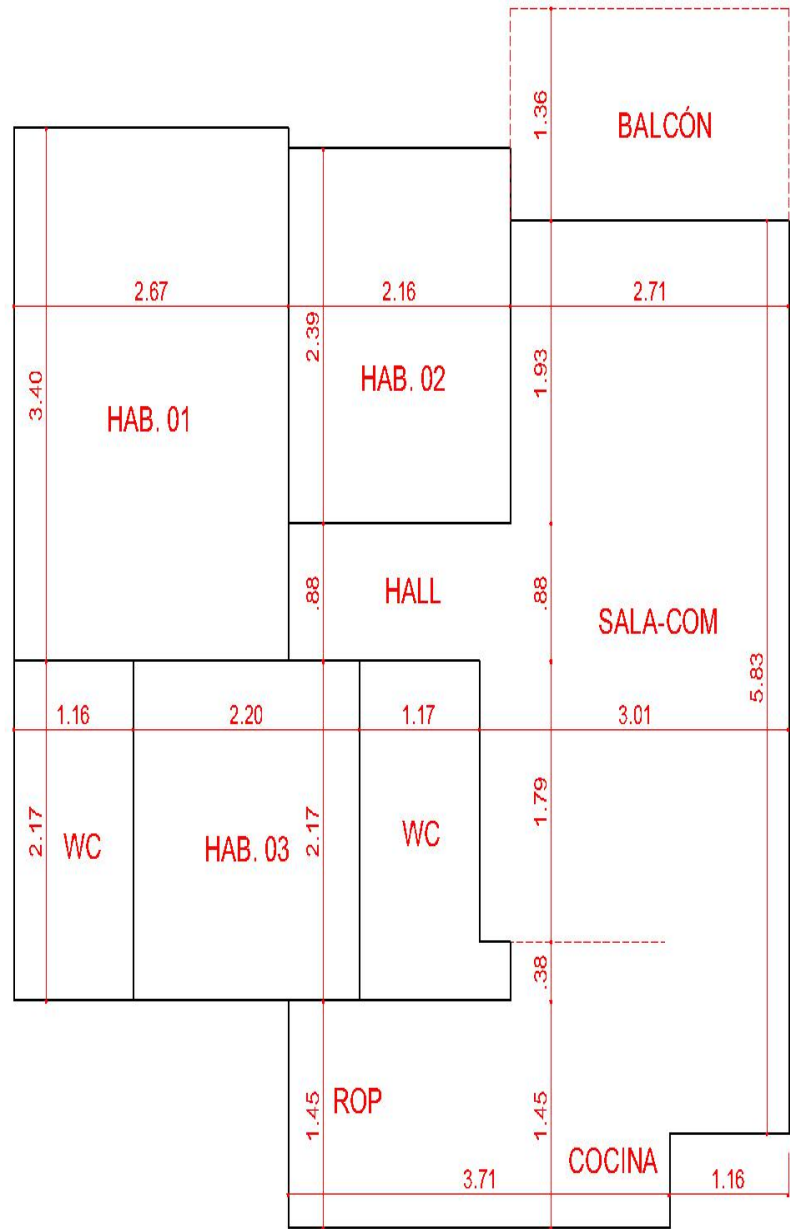 1.36
BALCÓN
2.67
2.16
2.71
2.39
1.93
3.40
HAB. 02
HAB. 01
.88
HALL
.88
SALA-COM
5.83
1.16
2.20
1.17
3.01
2.17
WC
HAB. 03
2.17
WC
1.79
.38
1.45
ROP
1.45
COCINA
3.71
1.16